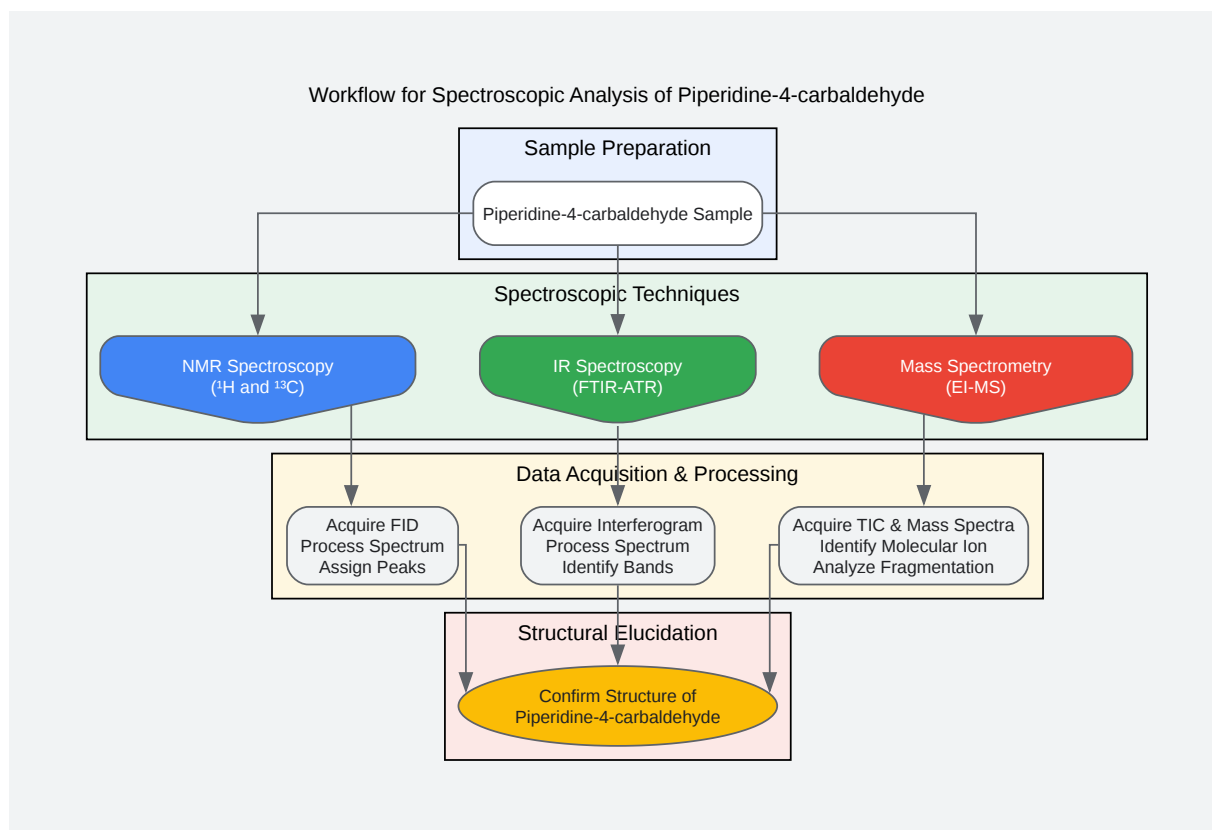 Workflow for Spectroscopic Analysis of Piperidine-4-carbaldehyde
Sample Preparation
Piperidine-4-carbaldehyde Sample
Spectroscopic Techniques
NMR Spectroscopy
(¹H and ¹³C)
IR Spectroscopy
(FTIR-ATR)
Mass Spectrometry
(EI-MS)
Data Acquisition & Processing
Acquire FID
Process Spectrum
Assign Peaks
Acquire Interferogram
Process Spectrum
Identify Bands
Acquire TIC & Mass Spectra
Identify Molecular Ion
Analyze Fragmentation
Structural Elucidation
Confirm Structure of
Piperidine-4-carbaldehyde